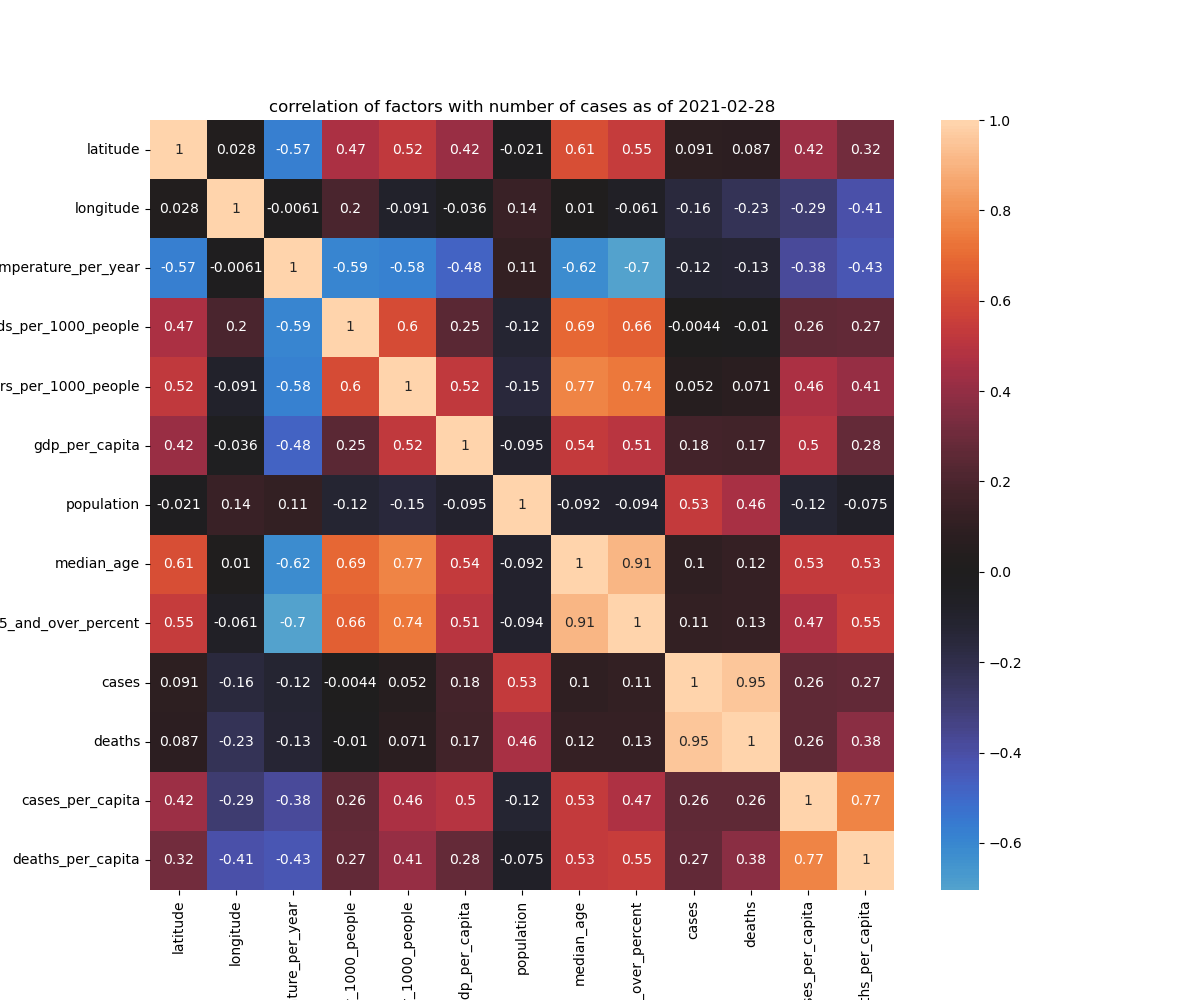 correlation of factors with number of cases as of 2021-02-28
latitude 1 0.028 -0.57 0.47 0.52 0.42 -0.021 0.61 0.55 0.091 0.087 0.42 0.32
longitude 0.028 1 -0.0061 0.2 -0.091 -0.036 0.14 0.01 -0.061 -0.16 -0.23 -0.29 -0.41
mperature_per_year -0.57 -0.0061 1 -0.59 -0.58 -0.48 0.11 -0.62 -0.7 -0.12 -0.13 -0.38 -0.43
ds_per_1000_people 0.47 0.2 -0.59 1 0.6 0.25 -0.12 0.69 0.66 -0.0044 -0.01 0.26 0.27
rs_per_1000_people 0.52 -0.091 -0.58 0.6 1 0.52 -0.15 0.77 0.74 0.052 0.071 0.46 0.41
gdp_per_capita 0.42 -0.036 -0.48 0.25 0.52 1 -0.095 0.54 0.51 0.18 0.17 0.5 0.28
population -0.021 0.14 0.11 -0.12 -0.15 -0.095 1 -0.092 -0.094 0.53 0.46 -0.12 -0.075
median_age 0.61 0.01 -0.62 0.69 0.77 0.54 -0.092 1 0.91 0.1 0.12 0.53 0.53
5_and_over_percent 0.55 -0.061 -0.7 0.66 0.74 0.51 -0.094 0.91 1 0.11 0.13 0.47 0.55
cases 0.091 -0.16 -0.12 -0.0044 0.052 0.18 0.53 0.1 0.11 1 0.95 0.26 0.27
deaths 0.087 -0.23 -0.13 -0.01 0.071 0.17 0.46 0.12 0.13 0.95 1 0.26 0.38
cases_per_capita 0.42 -0.29 -0.38 0.26 0.46 0.5 -0.12 0.53 0.47 0.26 0.26 1 0.77
deaths_per_capita 0.32 -0.41 -0.43 0.27 0.41 0.28 -0.075 0.53 0.55 0.27 0.38 0.77 1
latitude
longitude
ture_per_year
_1000_people
_1000_people
dp_per_capita
population
median_age
_over_percent
cases
deaths
ses_per_capita
ths_per_capita
1.0
0.8
0.6
0.4
0.2
0.0
−0.2
−0.4
−0.6